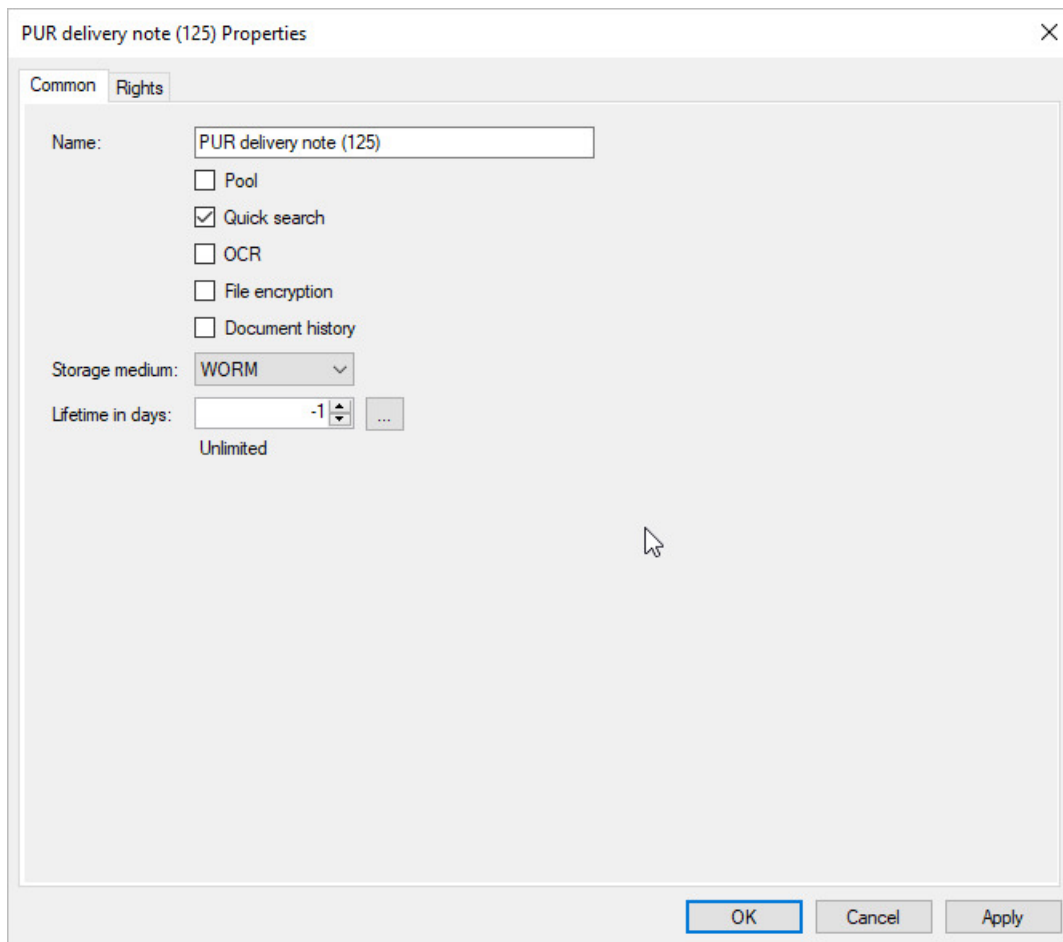 PUR delivery note (125) Properties
Common Rights
Name: PUR delivery note (125)
Pool
Quick search
OCR
File encryption
Document history
Storage medium: WORM
Lifetime in days: -1 ...
Unlimited
OK Cancel Apply